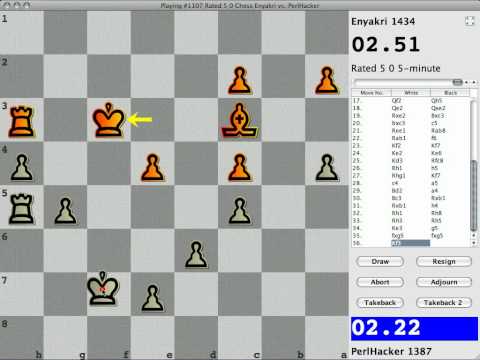 Playing #1107 Rated 5 0 Chess Enyakri vs. PerlHacker
Enyakri 1434
02.51
Rated 5 0 5-minute
Move No. White Black
17. Qf2 Qh5
18. Qe2 Qxe2
19. Rxe2 Bxc3
20. bxc3 c5
21. Ree1 Rab8
22. Rab1 f6
23. Kf2 Kf7
24. Ke2 Ke6
25. Kd3 Rfc8
26. Rh1 Rh8
27. Rhg1 Kf7
28. c4 a5
29. Bd2 a4
30. Bc3 Rxb1
31. Rxb1 h4
32. Rh1 Rh8
33. Rh3 Rh5
34. Ke3 g5
35. fxg5 fxg5
36. Kf3
Draw
Resign
Abort
Adjourn
Takeback
Takeback 2
02.22
PerlHacker 1387
1
2
3
4
5
6
7
8
h g f e d c b a